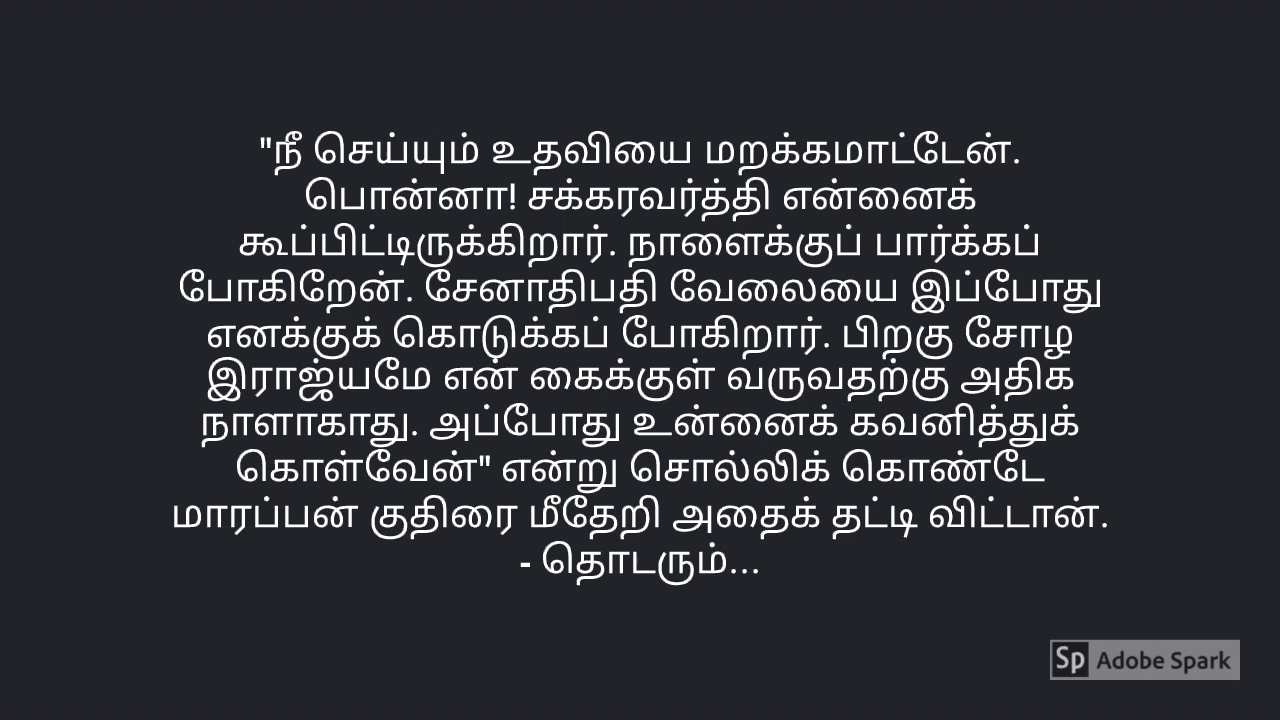 "நீ செய்யும் உதவியை மறக்கமாட்டேன்.
பொன்னா! சக்கரவர்த்தி என்னைக்
கூப்பிட்டிருக்கிறார். நாளைக்குப் பார்க்கப்
போகிறேன். சேனாதிபதி வேலையை இப்போது
எனக்குக் கொடுக்கப் போகிறார். பிறகு சோழ
இராஜ்யமே என் கைக்குள் வருவதற்கு அதிக
நாளாகாது. அப்போது உன்னைக் கவனித்துக்
கொள்வேன்" என்று சொல்லிக் கொண்டே
மாரப்பன் குதிரை மீதேறி அதைக் தட்டி விட்டான்.
- தொடரும்...
Sp Adobe Spark